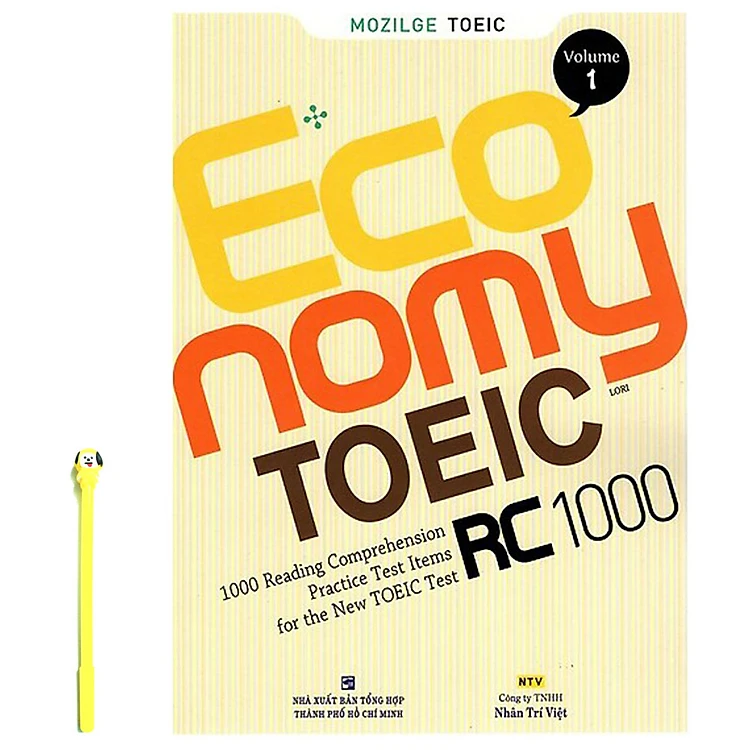 MOZILGE TOEIC
Volume
1
Eco
nomy
LORI
TOEIC
RC 1000
1000 Reading Comprehension
Practice Test Items
for the New TOEIC Test
NHÀ XUẤT BẢN TỔNG HỢP
THÀNH PHỐ HỒ CHÍ MINH
NTV
Công ty TNHH
Nhân Trí Việt